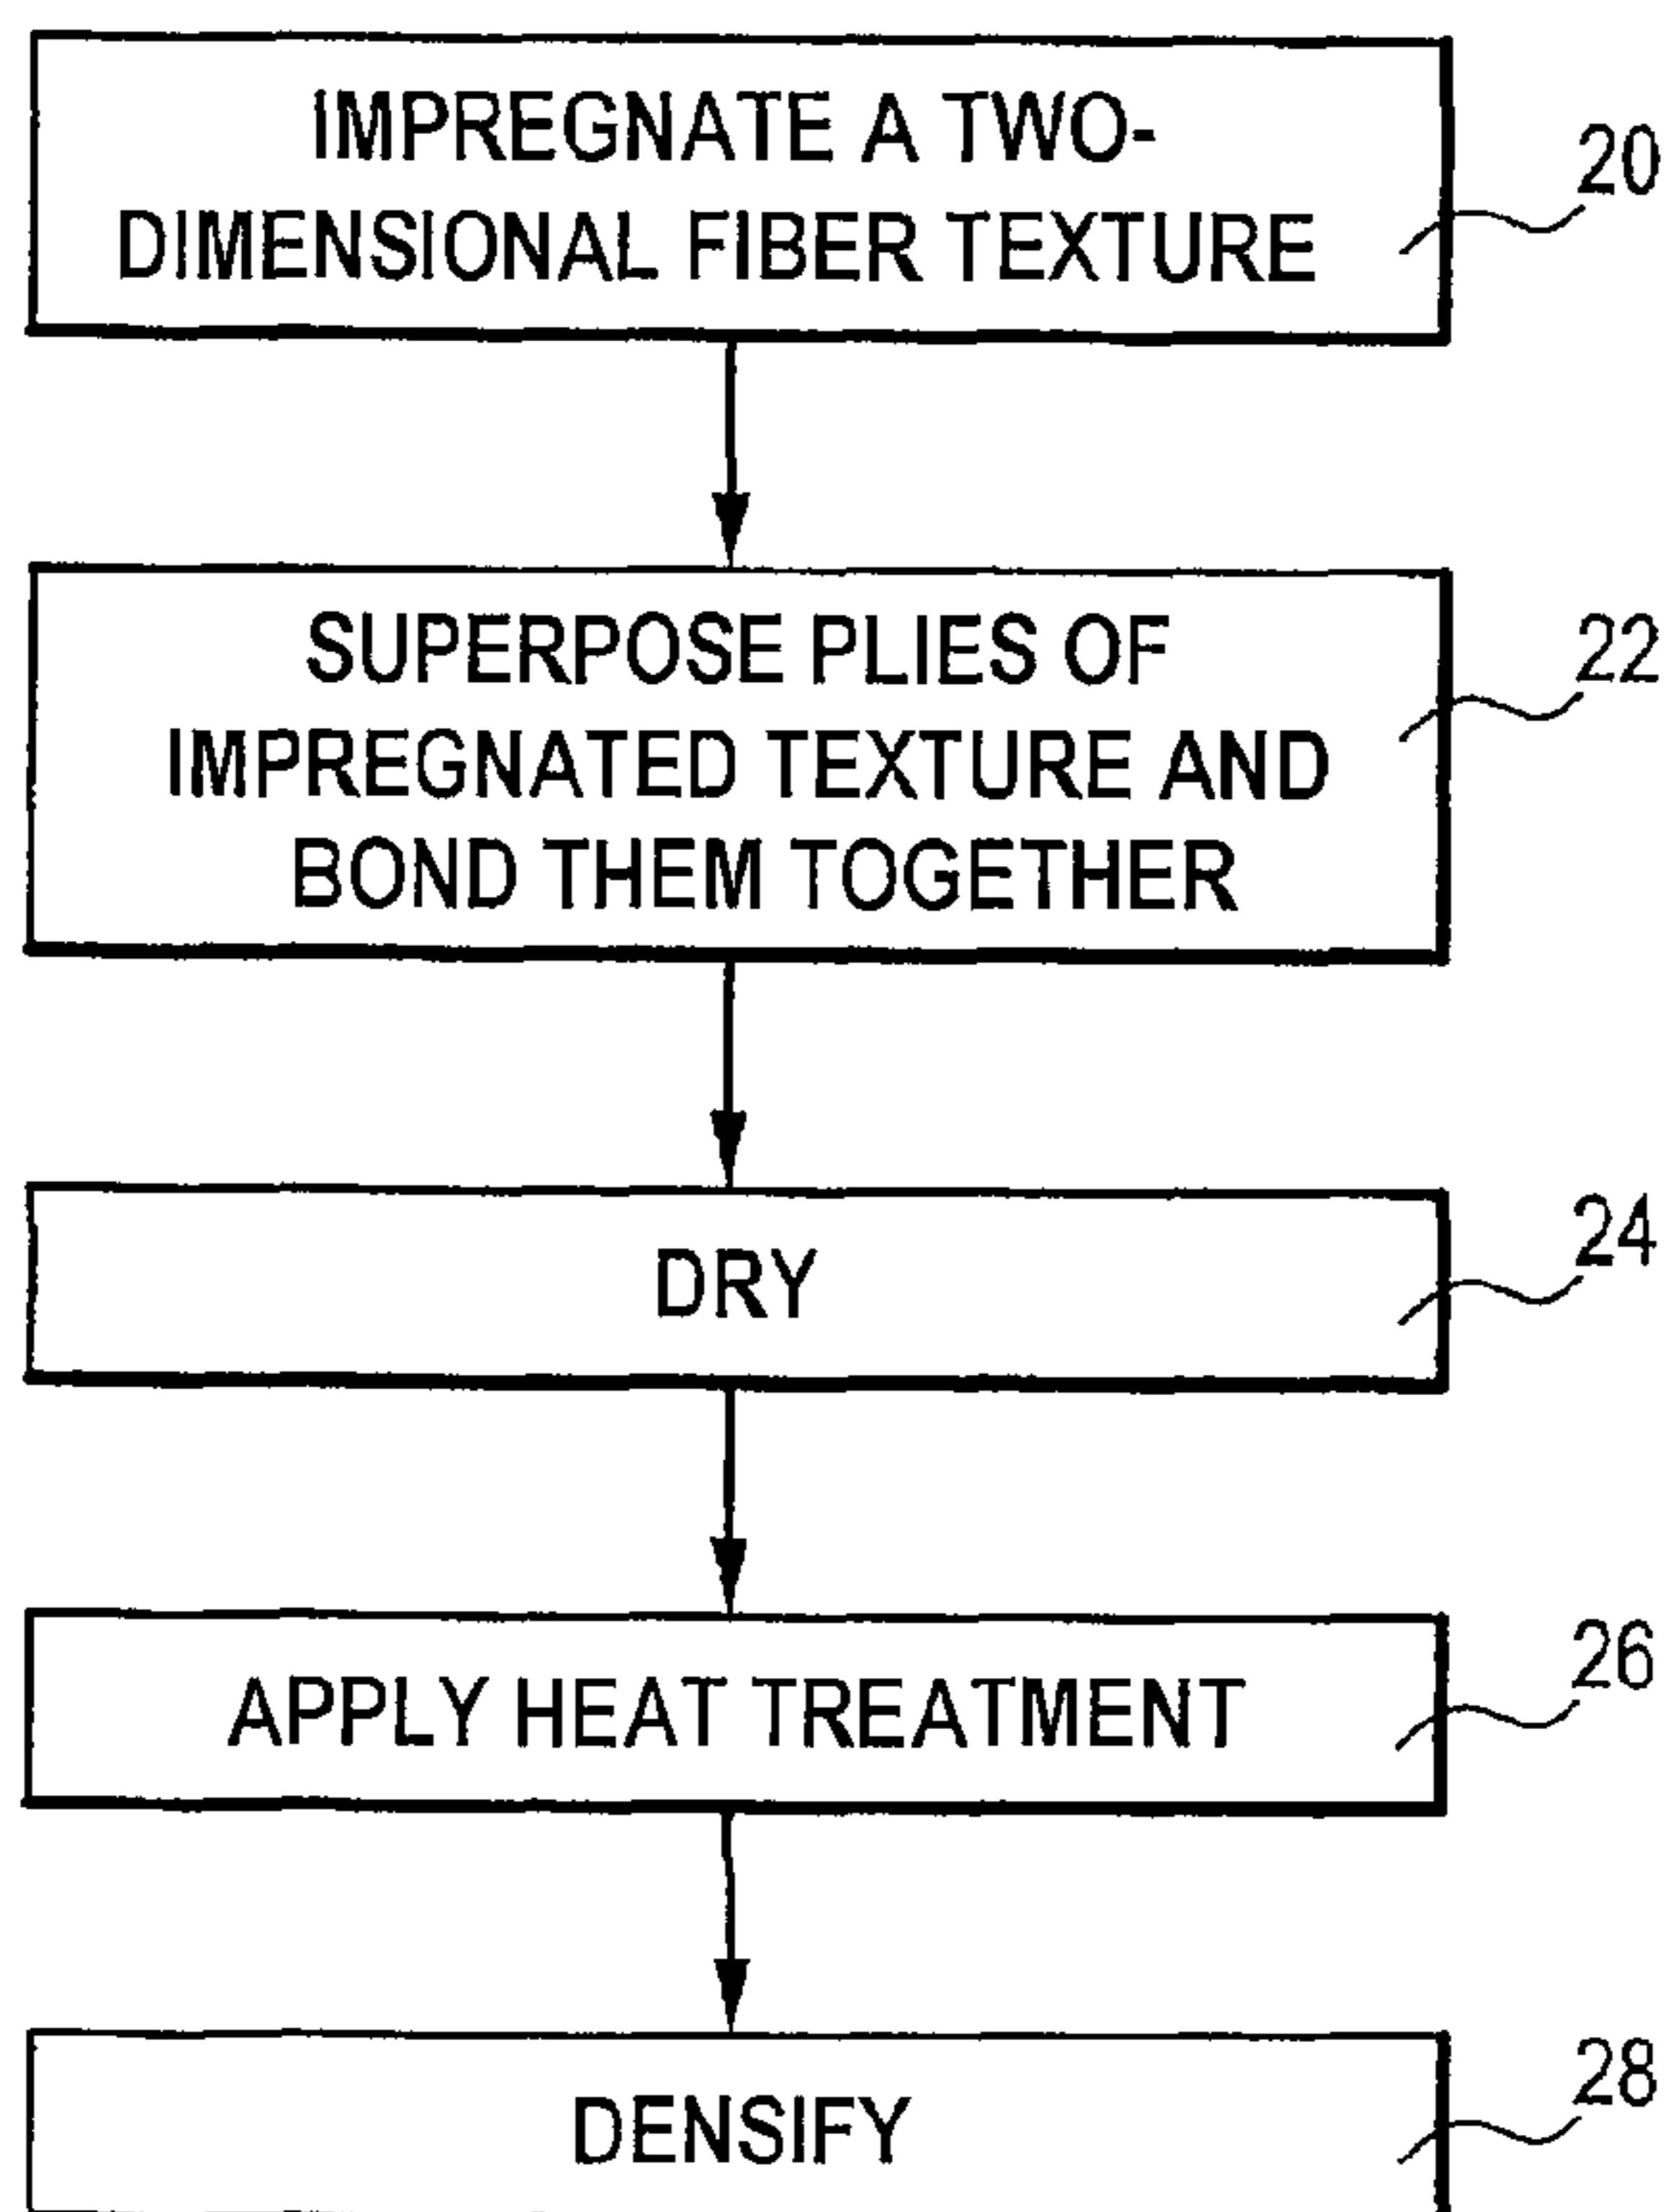 IMPREGNATE A TWO-
DIMENSIONAL FIBER TEXTURE
20
SUPERPOSE PLIES OF
IMPREGNATED TEXTURE AND
BOND THEM TOGETHER
22
DRY
24
APPLY HEAT TREATMENT
26
DENSIFY
28